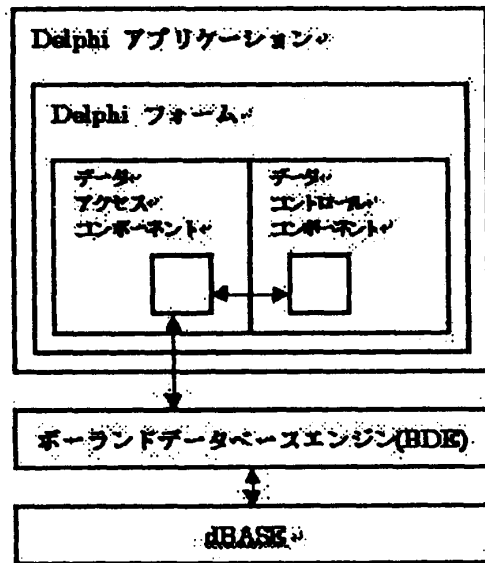 Delphi アプリケーション
Delphi フォーム
データ
アクセス
コンポーネント
データ
コントロール
コンポーネント
ボーランドデータベースエンジン(BDE)
dBASE